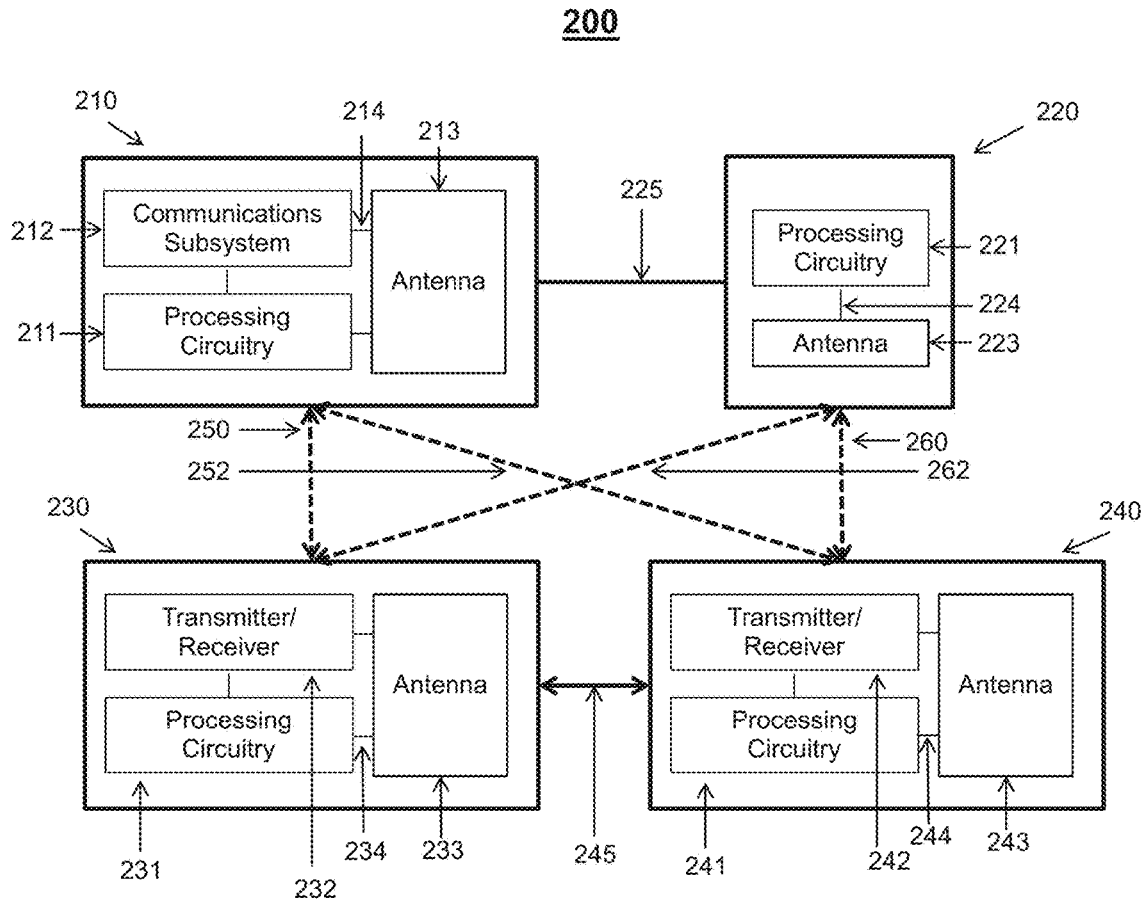 200
210
214
213
220
212
Communications
Subsystem
Antenna
225
Processing
Circuitry
221
211
Processing
Circuitry
224
Antenna
223
250
260
252
262
230
240
Transmitter/
Receiver
Antenna
Transmitter/
Receiver
Antenna
Processing
Circuitry
Processing
Circuitry
231
232
234
233
245
241
242
244
243